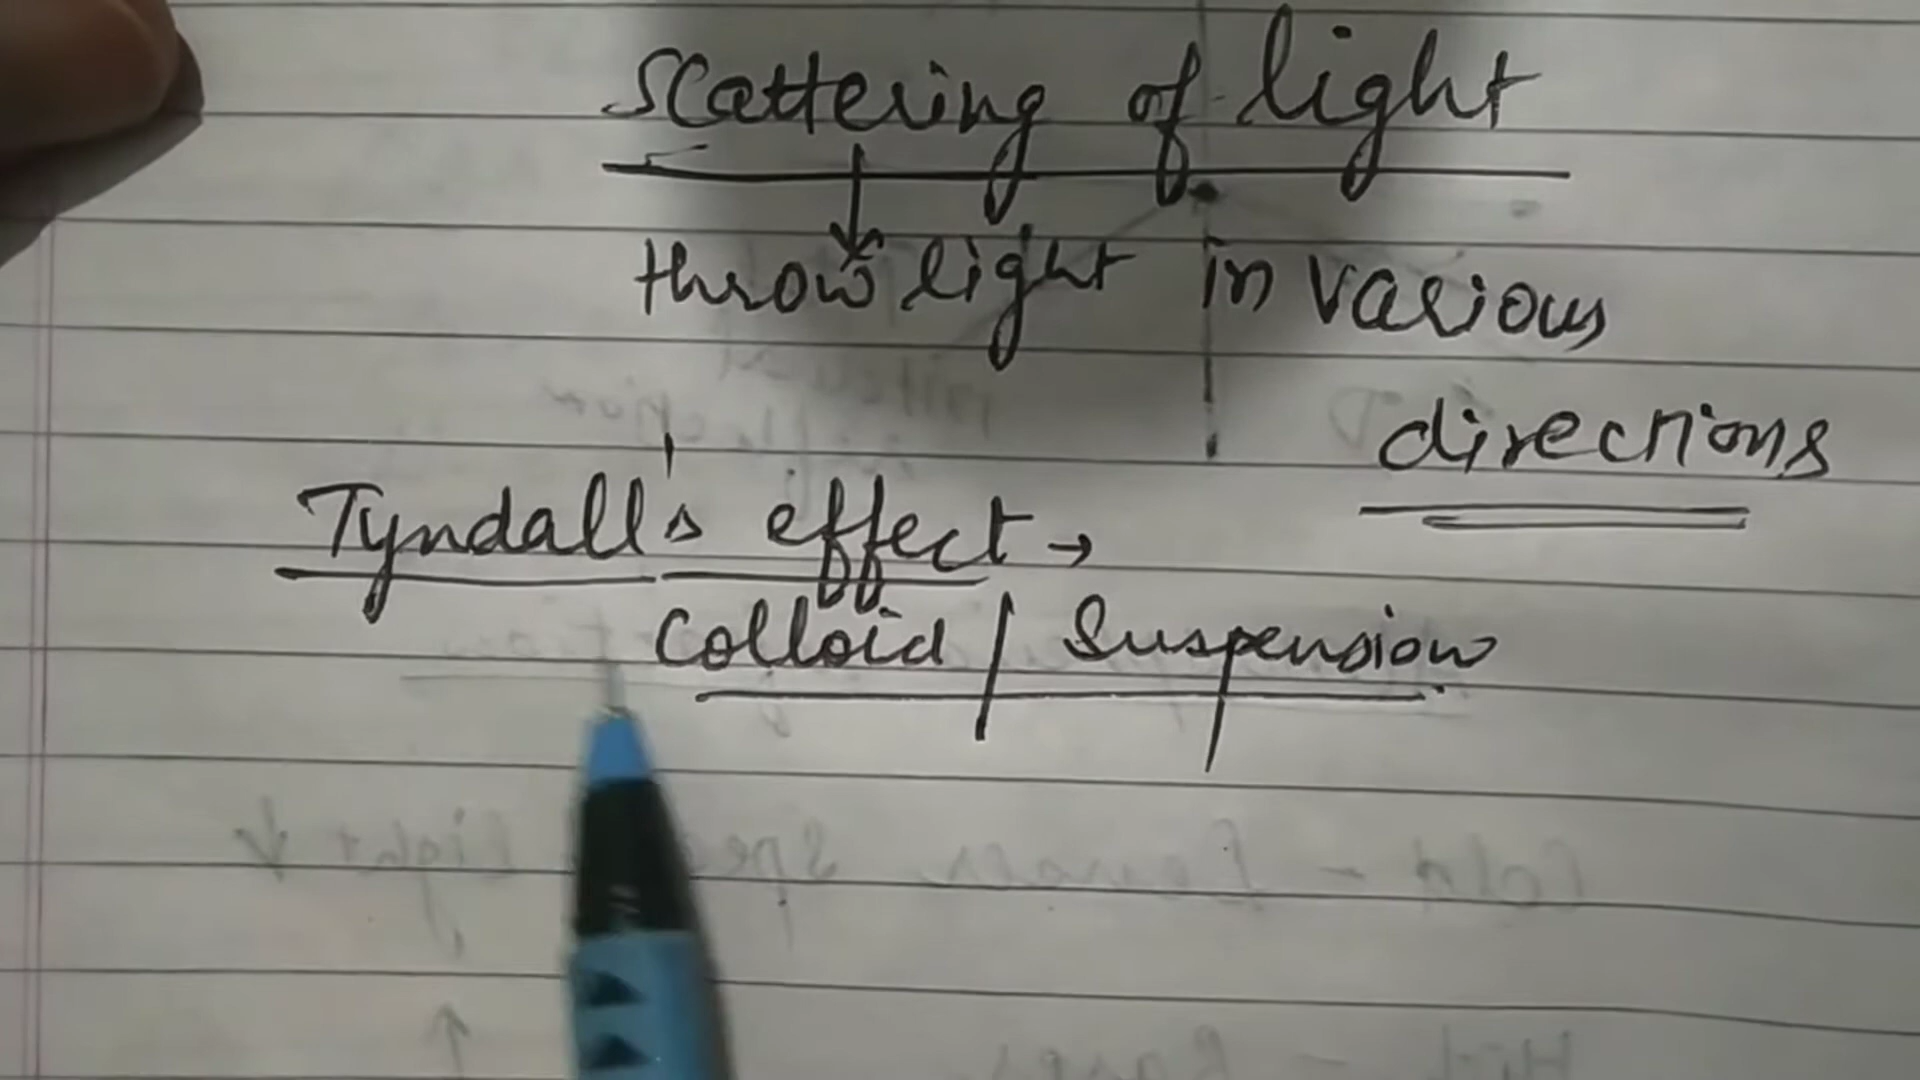 Scattering of light
throw light in various
directions
Tyndall's effect →
Colloid / Suspension